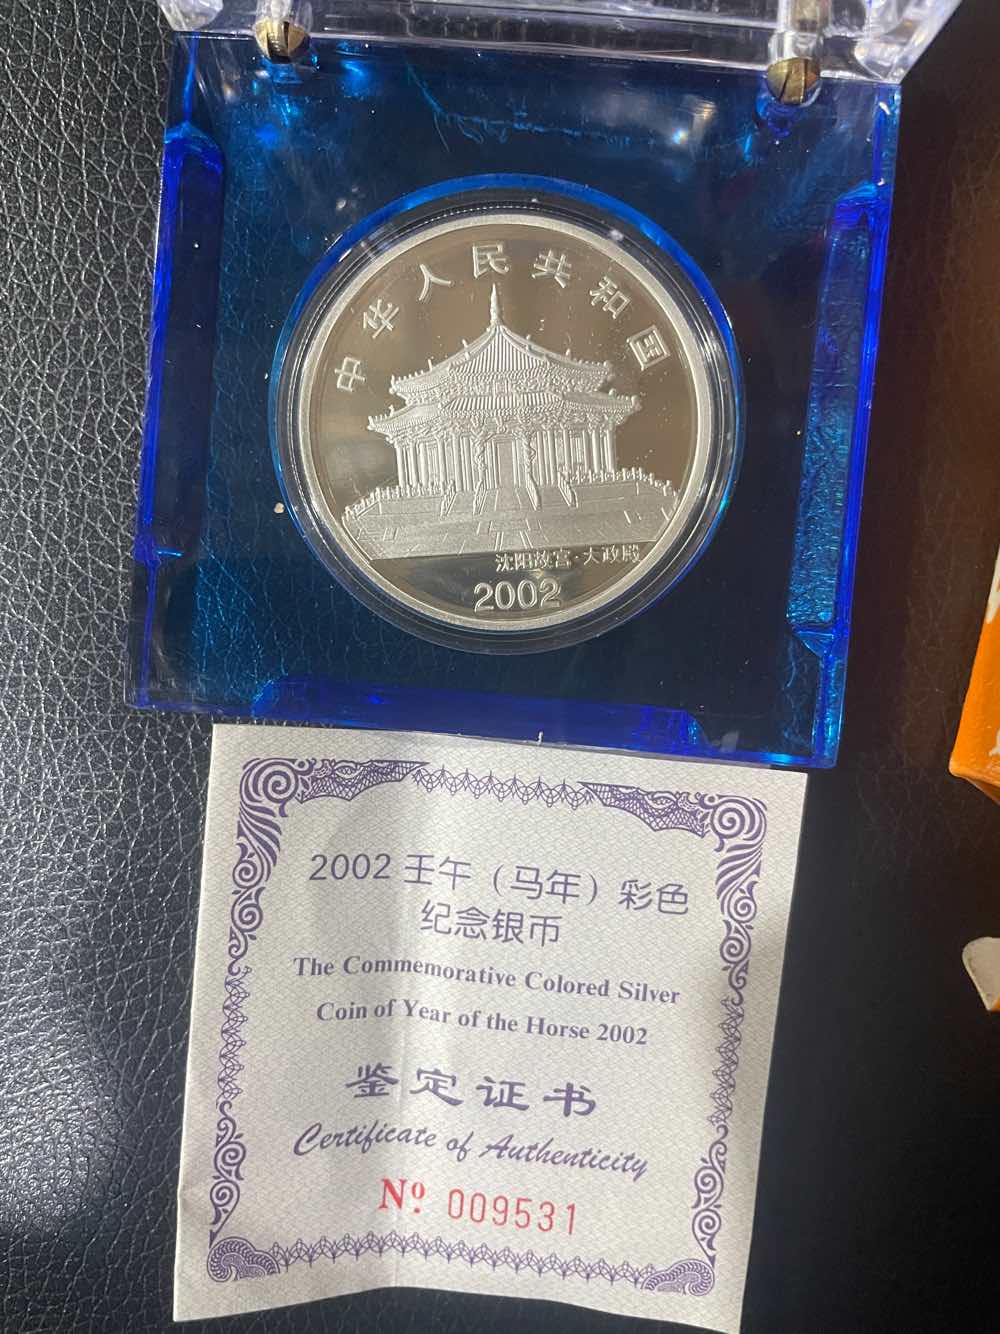 中华人民共和国
沈阳故宫·大政殿
2002
2002 壬午（马年）彩色
纪念银币
The Commemorative Colored Silver
Coin of Year of the Horse 2002
鉴定证书
Certificate of Authenticity
Nº 009531